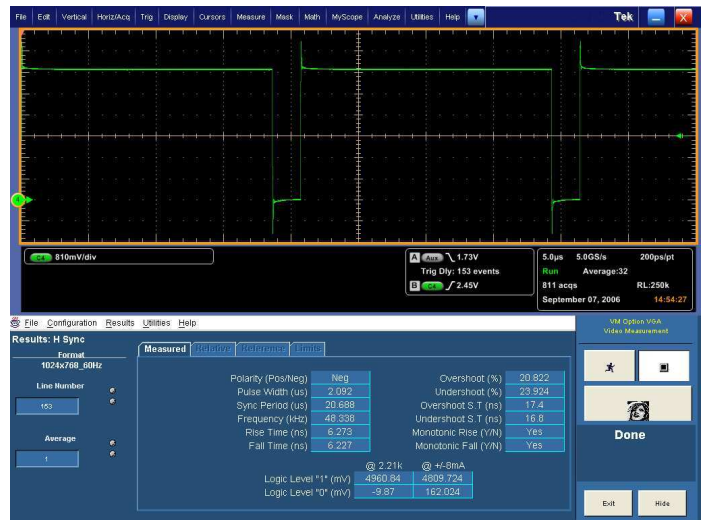 File Edit Vertical Horiz/Acq Trig Display Cursors Measure Mask Math MyScope Analyze Utilities Help Tek X
4
C4 810mV/div
A Aux 1.73V
Trig Dly: 153 events
B C4 2.45V
5.0µs 5.0GS/s 200ps/pt
Run Average:32
811 acqs RL:250k
September 07, 2006 14:54:27
File Configuration Results Utilities Help
VM Option VGA
Video Measurement
Results: H Sync
Format
1024x768_60Hz
Line Number
153
Average
1
Measured Relative Reference Limits
Polarity (Pos/Neg) Neg Overshoot (%) 20.822
Pulse Width (us) 2.092 Undershoot (%) 23.924
Sync Period (us) 20.688 Overshoot S.T (ns) 17.4
Frequency (kHz) 48.338 Undershoot S.T (ns) 16.8
Rise Time (ns) 6.273 Monotonic Rise (Y/N) Yes
Fall Time (ns) 6.227 Monotonic Fall (Y/N) Yes
@ 2.21k @ +/-8mA
Logic Level "1" (mV) 4960.84 4809.724
Logic Level "0" (mV) -9.87 162.024
Done
Exit Hide